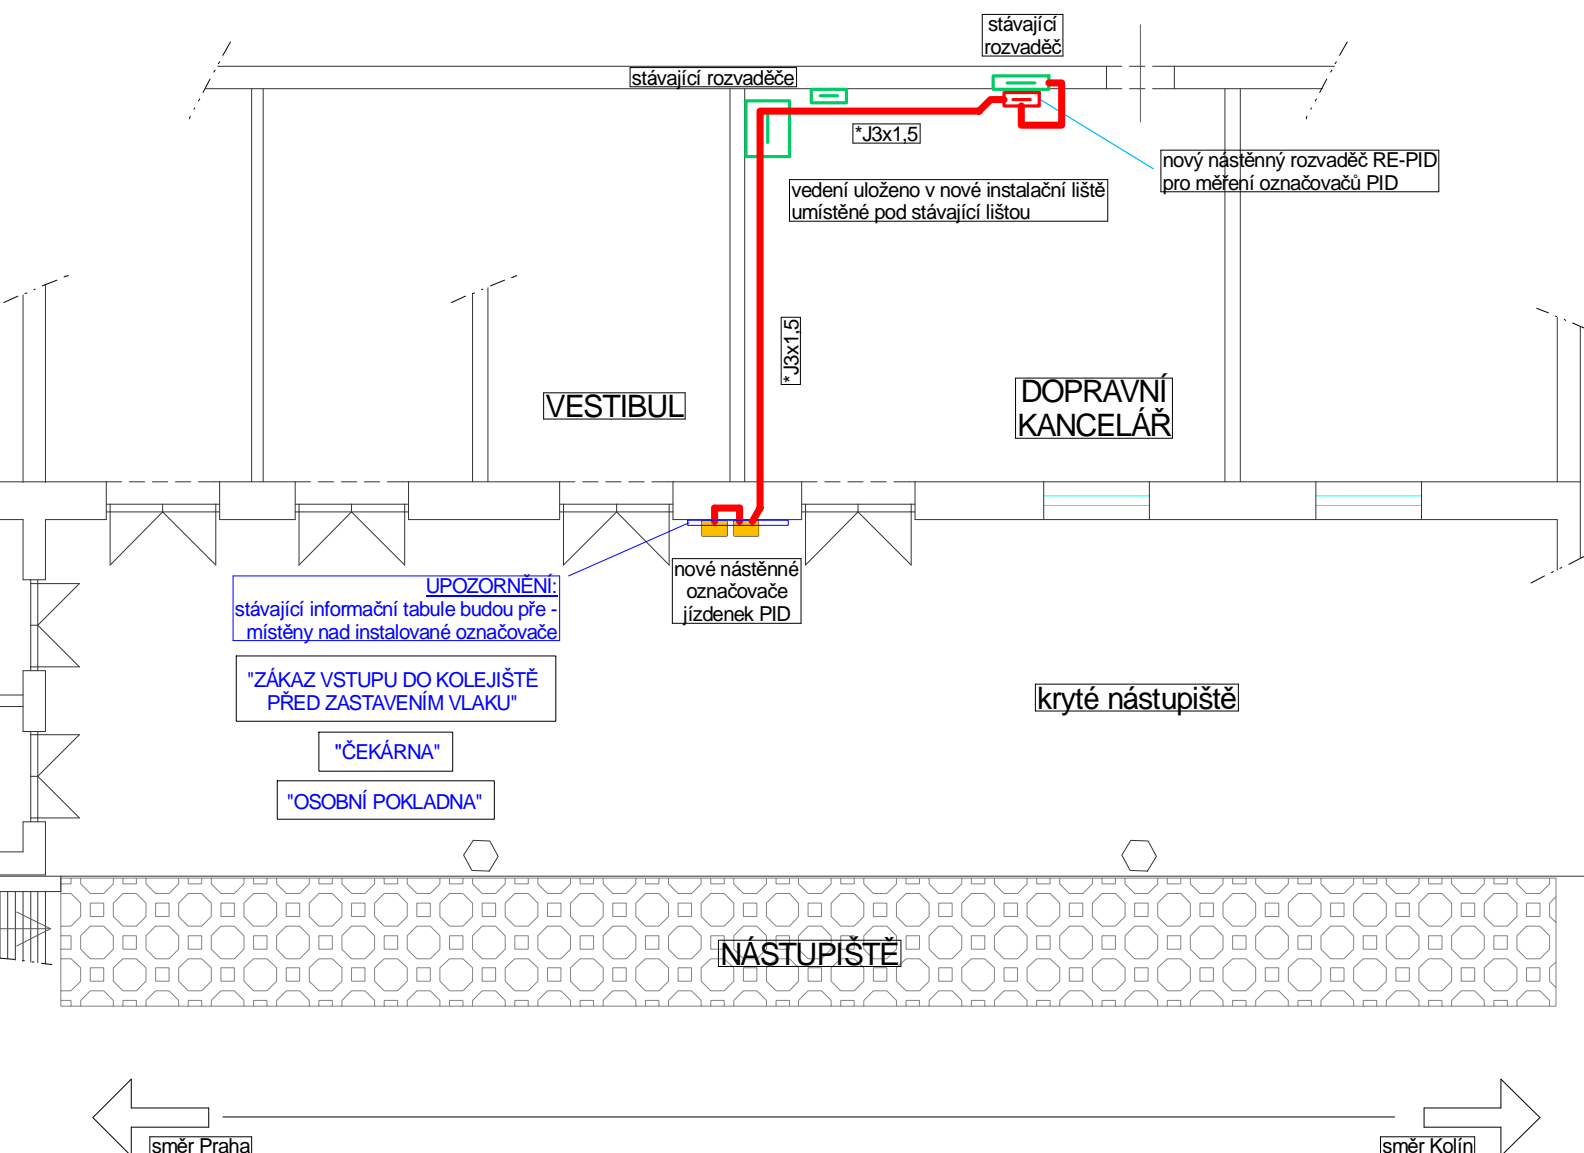 stávající
rozvaděč
stávající rozvaděče
*J3x1,5
nový nástěnný rozvaděč RE-PID
pro měření označovačů PID
vedení uloženo v nové instalační liště
umístěné pod stávající lištou
*J3x1,5
VESTIBUL
DOPRAVNÍ
KANCELÁŘ
nové nástěnné
označovače
jízdenek PID
UPOZORNĚNÍ:
stávající informační tabule budou pře -
místěny nad instalované označovače
"ZÁKAZ VSTUPU DO KOLEJIŠTĚ
PŘED ZASTAVENÍM VLAKU"
"ČEKÁRNA"
"OSOBNÍ POKLADNA"
kryté nástupiště
NÁSTUPIŠTĚ
směr Praha
směr Kolín